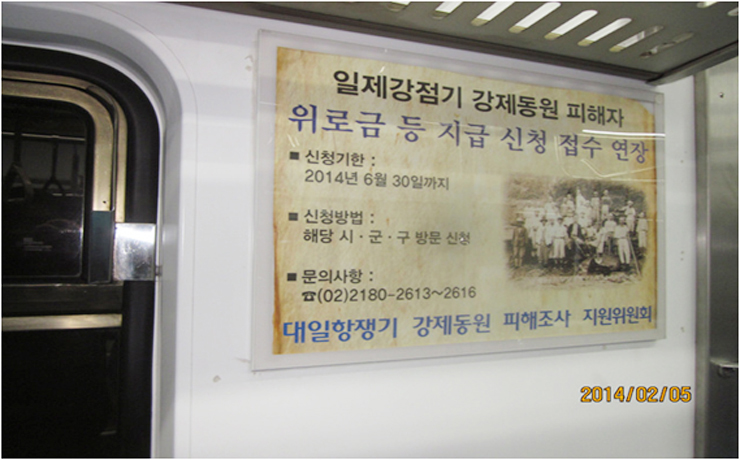 일제강점기 강제동원 피해자
위로금 등 지급 신청 접수 연장
■ 신청기한 :
2014년 6월 30일까지
■ 신청방법 :
해당 시·군·구 방문 신청
■ 문의사항 :
☎(02)2180-2613~2616
대일항쟁기 강제동원 피해조사 지원위원회
2014/02/05